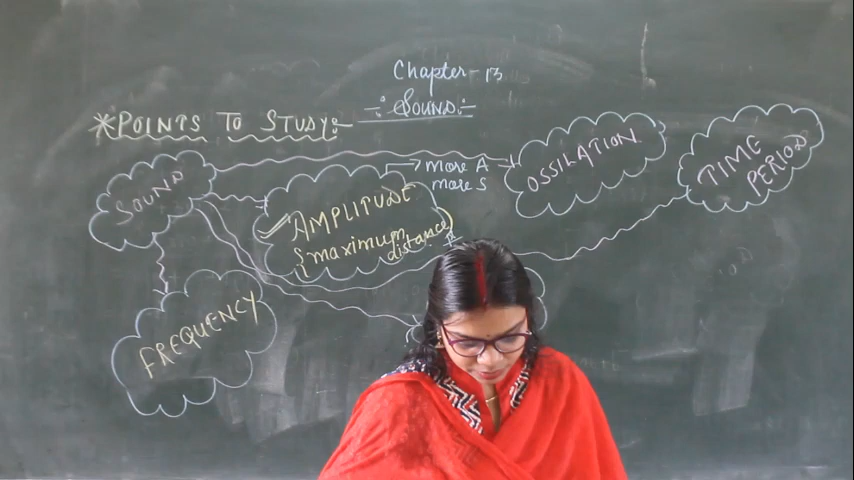 Chapter-13
-:SOUND:-
*POINTS TO STUDY:-
SOUND
AMPLITUDE
maximum
distance
more A
more S
OSSILATION
TIME
PERIOD
FREQUENCY